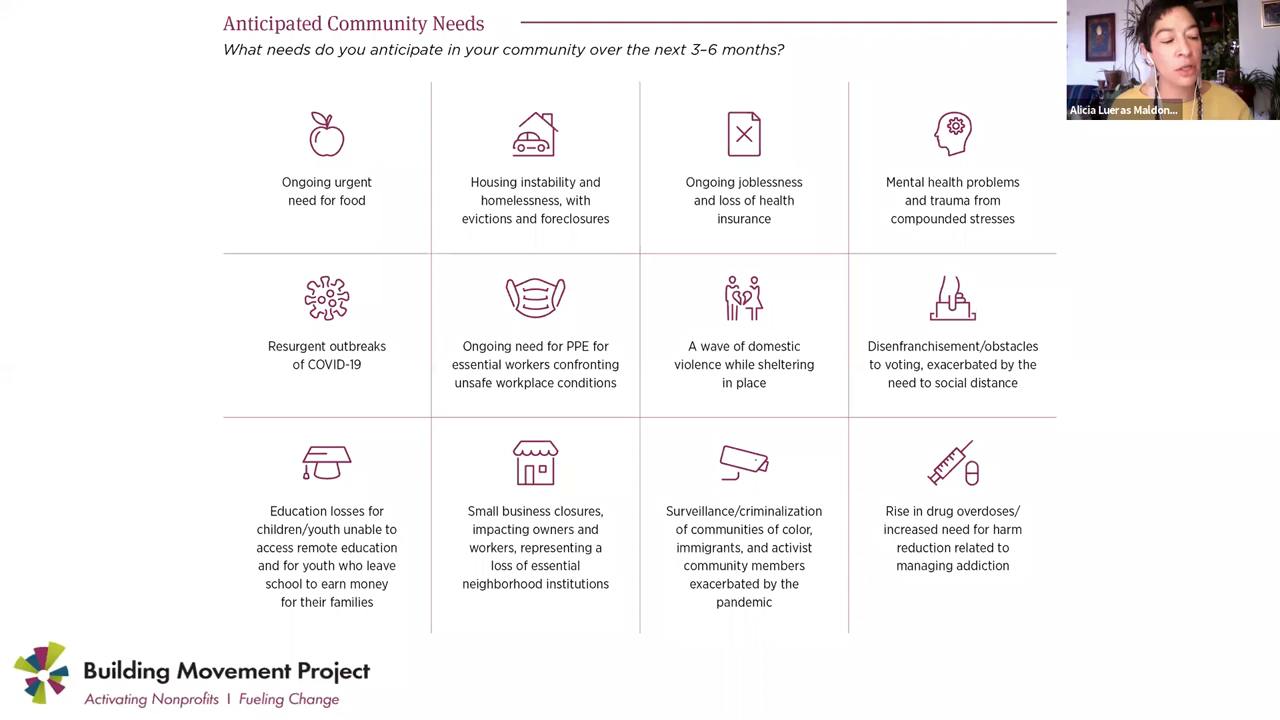 Anticipated Community Needs
What needs do you anticipate in your community over the next 3–6 months?
Alicia Lueras Maldon...
Ongoing urgent
need for food
Housing instability and
homelessness, with
evictions and foreclosures
Ongoing joblessness
and loss of health
insurance
Mental health problems
and trauma from
compounded stresses
Resurgent outbreaks
of COVID-19
Ongoing need for PPE for
essential workers confronting
unsafe workplace conditions
A wave of domestic
violence while sheltering
in place
Disenfranchisement/obstacles
to voting, exacerbated by the
need to social distance
Education losses for
children/youth unable to
access remote education
and for youth who leave
school to earn money
for their families
Small business closures,
impacting owners and
workers, representing a
loss of essential
neighborhood institutions
Surveillance/criminalization
of communities of color,
immigrants, and activist
community members
exacerbated by the
pandemic
Rise in drug overdoses/
increased need for harm
reduction related to
managing addiction
Building Movement Project
Activating Nonprofits | Fueling Change